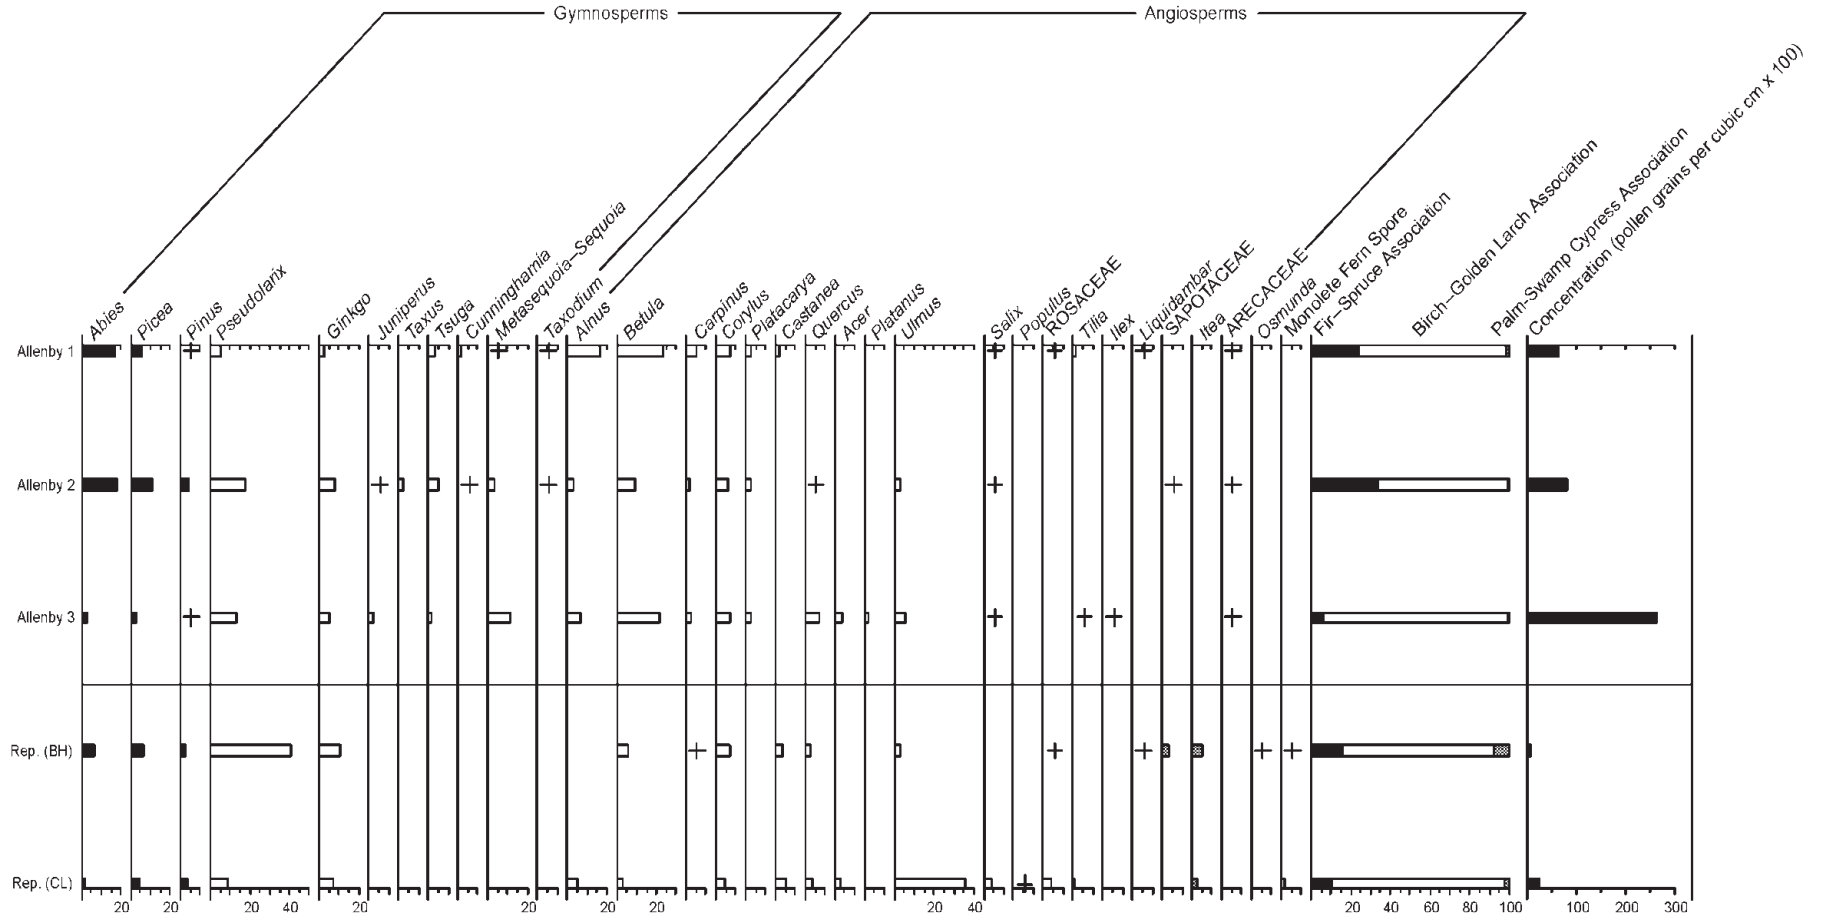 Gymnosperms
Angiosperms
Abies
Picea
Pinus
Pseudolarix
Ginkgo
Juniperus
Taxus
Tsuga
Cunninghamia
Metasequoia–Sequoia
Taxodium
Alnus
Betula
Carpinus
Corylus
Platacarya
Castanea
Quercus
Acer
Platanus
Ulmus
Salix
Populus
ROSACEAE
Tilia
Ilex
Liquidambar
SAPOTACEAE
Itea
ARECACEAE
Osmunda
Monolete Fern Spore
Fir–Spruce Association
Birch–Golden Larch Association
Palm-Swamp Cypress Association
Concentration (pollen grains per cubic cm x 100)
Allenby 1
Allenby 2
Allenby 3
Rep. (BH)
Rep. (CL)
20 20 20 40 20 20 20 20 20 40 20 40 60 80 100 100 200 300